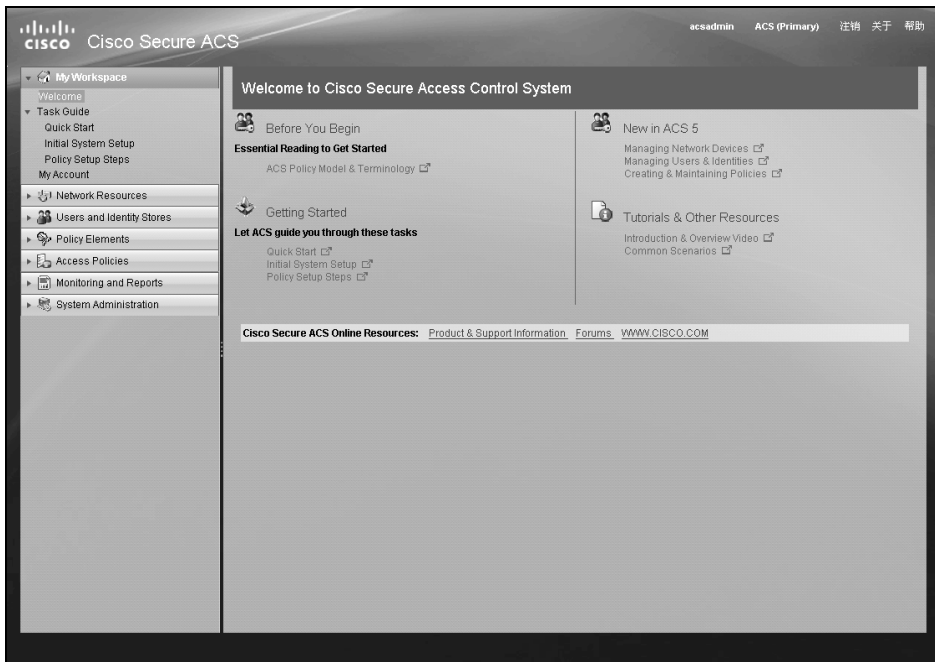 CISCO Cisco Secure ACS
acsadmin ACS (Primary) 注销 关于 帮助
My Workspace
Welcome
Task Guide
Quick Start
Initial System Setup
Policy Setup Steps
My Account
Network Resources
Users and Identity Stores
Policy Elements
Access Policies
Monitoring and Reports
System Administration
Welcome to Cisco Secure Access Control System
Before You Begin
Essential Reading to Get Started
ACS Policy Model & Terminology
Getting Started
Let ACS guide you through these tasks
Quick Start
Initial System Setup
Policy Setup Steps
New in ACS 5
Managing Network Devices
Managing Users & Identities
Creating & Maintaining Policies
Tutorials & Other Resources
Introduction & Overview Video
Common Scenarios
Cisco Secure ACS Online Resources: Product & Support Information Forums WWW.CISCO.COM